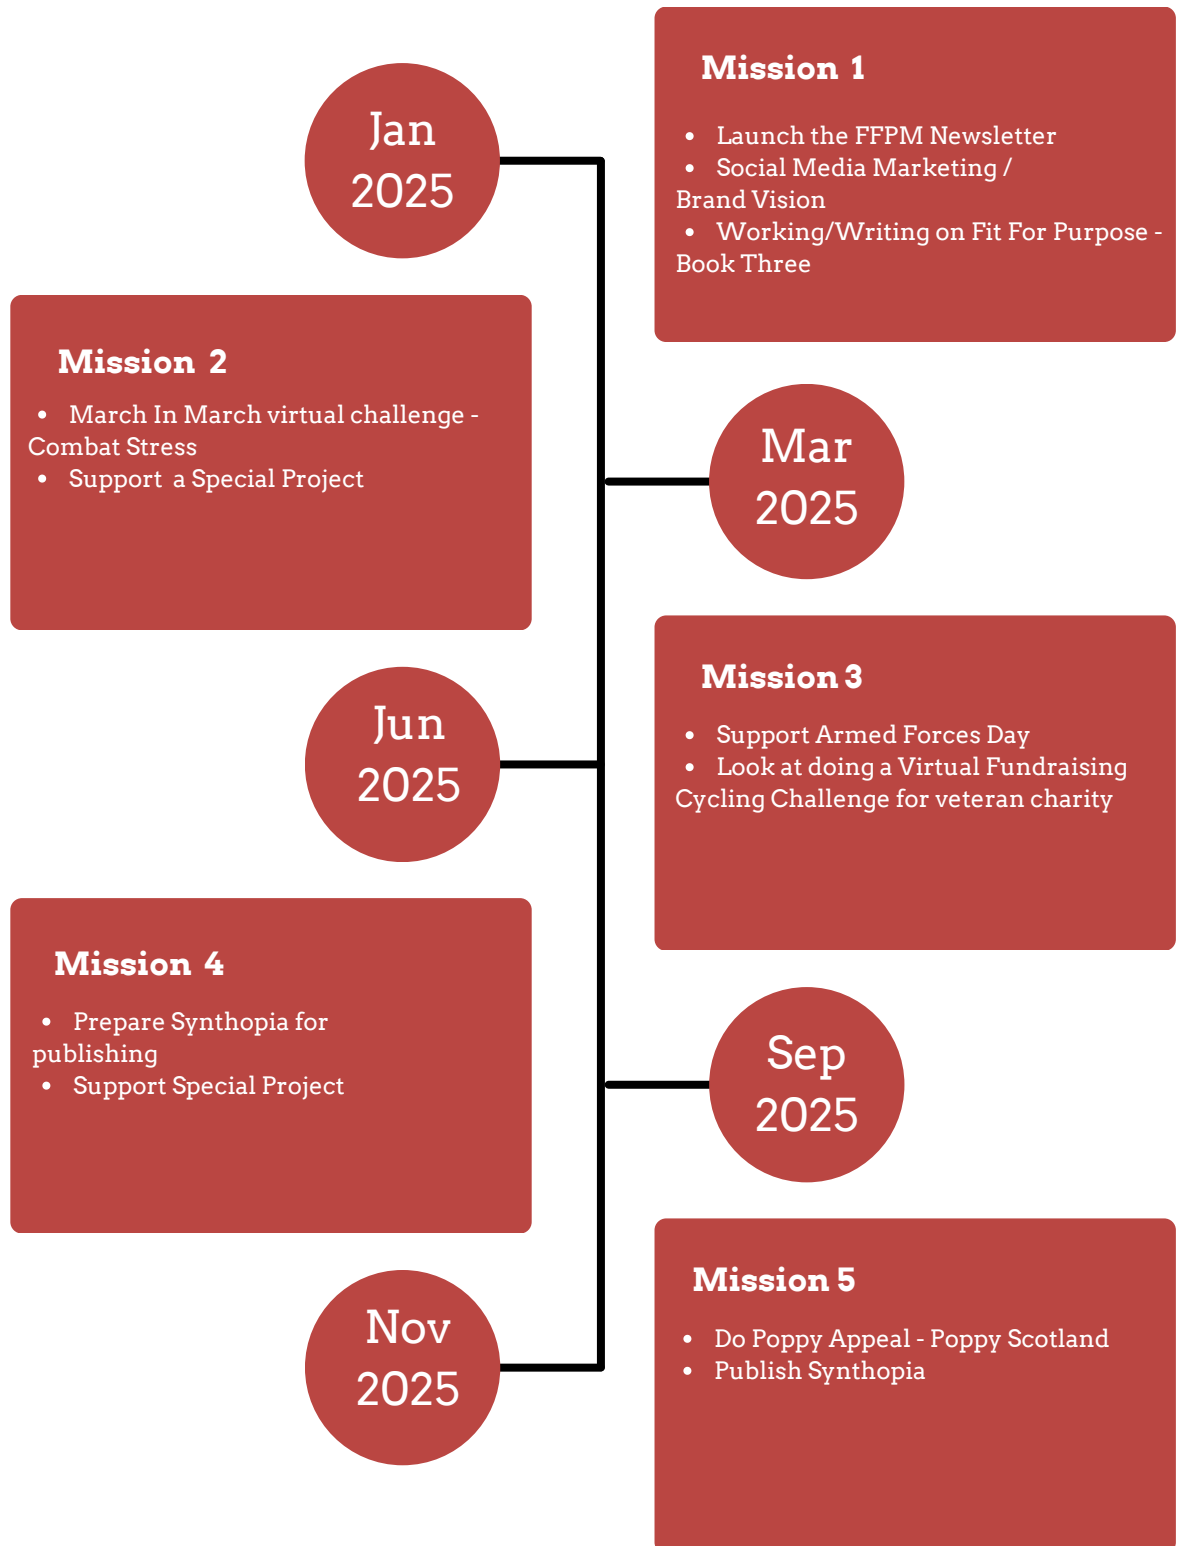 Jan
2025
Mission 1
• Launch the FFPM Newsletter
• Social Media Marketing /
Brand Vision
• Working/Writing on Fit For Purpose -
Book Three
Mission 2
• March In March virtual challenge -
Combat Stress
• Support a Special Project
Mar
2025
Jun
2025
Mission 3
• Support Armed Forces Day
• Look at doing a Virtual Fundraising
Cycling Challenge for veteran charity
Mission 4
• Prepare Synthopia for
publishing
• Support Special Project
Sep
2025
Nov
2025
Mission 5
• Do Poppy Appeal - Poppy Scotland
• Publish Synthopia